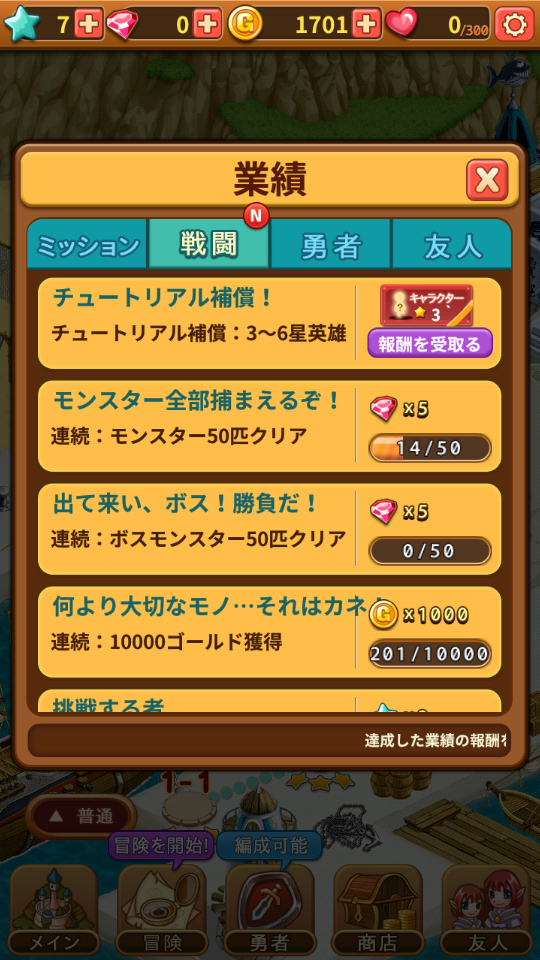 7
0
1701
0/300
業績
N
ミッション
戦闘
勇者
友人
チュートリアル補償！
チュートリアル補償：3～6星英雄
キャラクター
3
報酬を受取る
モンスター全部捕まえるぞ！
連続：モンスター50匹クリア
×5
14/50
出て来い、ボス！勝負だ！
連続：ボスモンスター50匹クリア
×5
0/50
何より大切なモノ…それはカネ！
連続：10000ゴールド獲得
×1000
201/10000
挑戦する者
達成した業績の報酬を
1-1
▲ 普通
冒険を開始!
編成可能
メイン
冒険
勇者
商店
友人